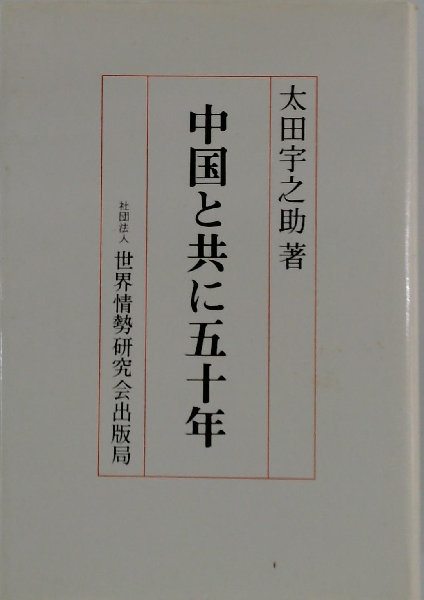 太田宇之助著
中国と共に五十年
社団法人 世界情勢研究会出版局